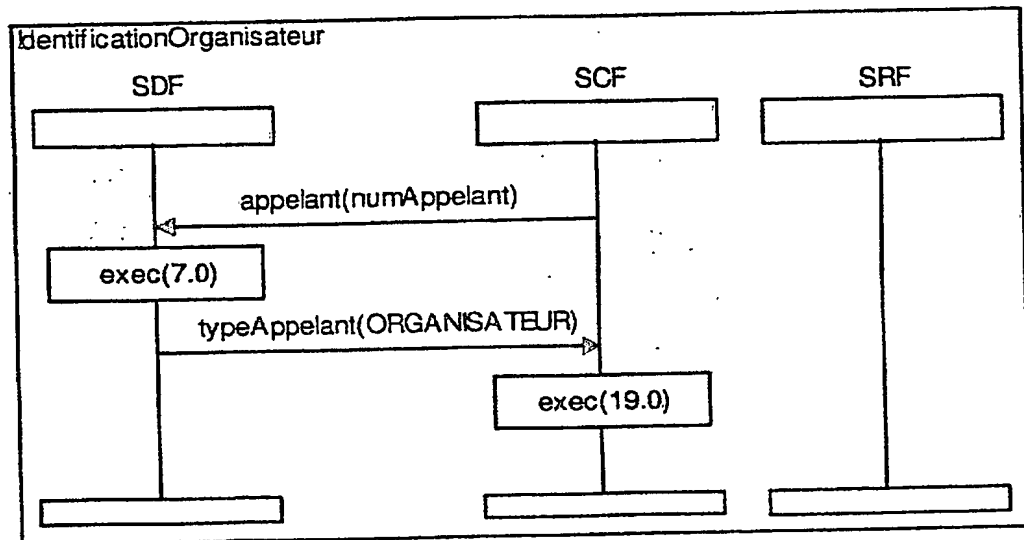 IdentificationOrganisateur
SDF
SCF
SRF
appelant(numAppelant)
exec(7.0)
typeAppelant(ORGANISATEUR)
exec(19.0)